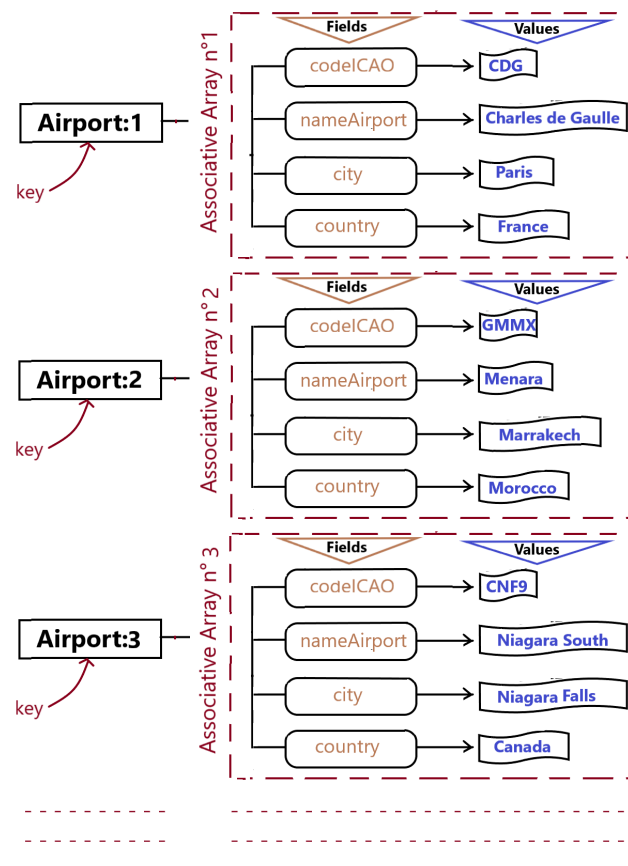 Associative Array n°1
Fields
Values
Airport:1
key
codeICAO
CDG
nameAirport
Charles de Gaulle
city
Paris
country
France
Associative Array n° 2
Fields
Values
Airport:2
key
codeICAO
GMMX
nameAirport
Menara
city
Marrakech
country
Morocco
Associative Array n° 3
Fields
Values
Airport:3
key
codeICAO
CNF9
nameAirport
Niagara South
city
Niagara Falls
country
Canada